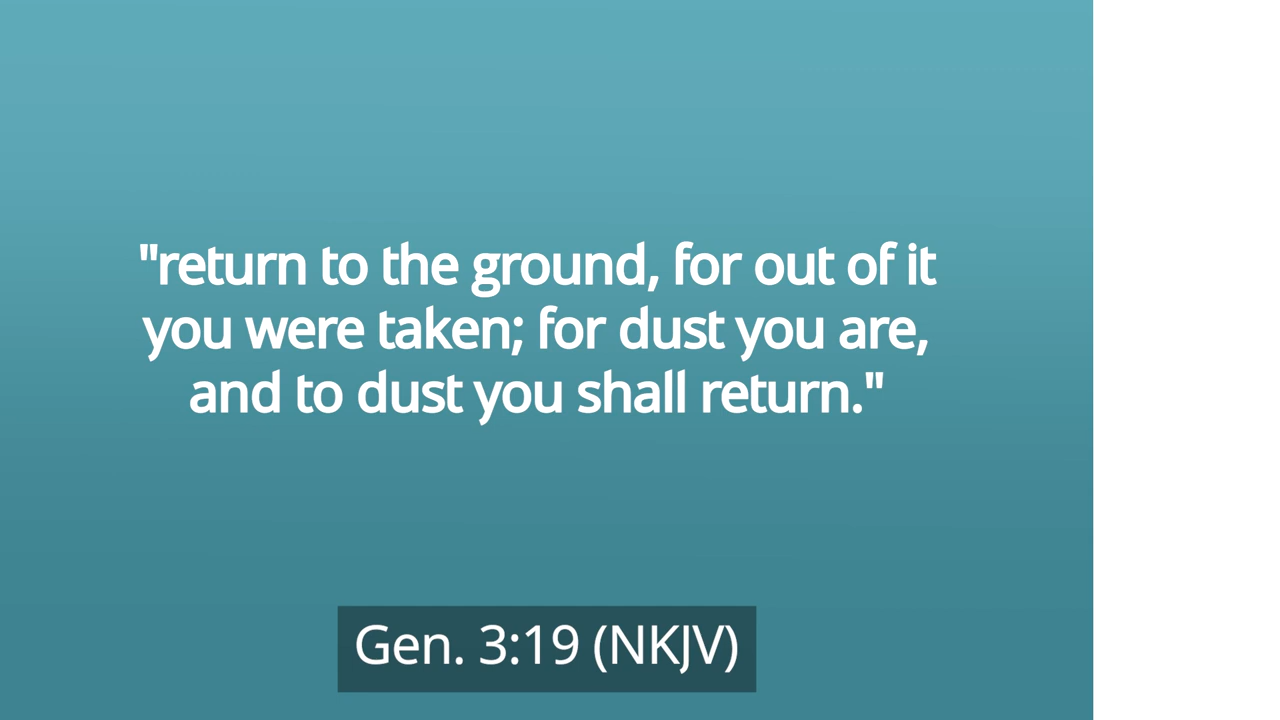 "return to the ground, for out of it
you were taken; for dust you are,
and to dust you shall return."
Gen. 3:19 (NKJV)